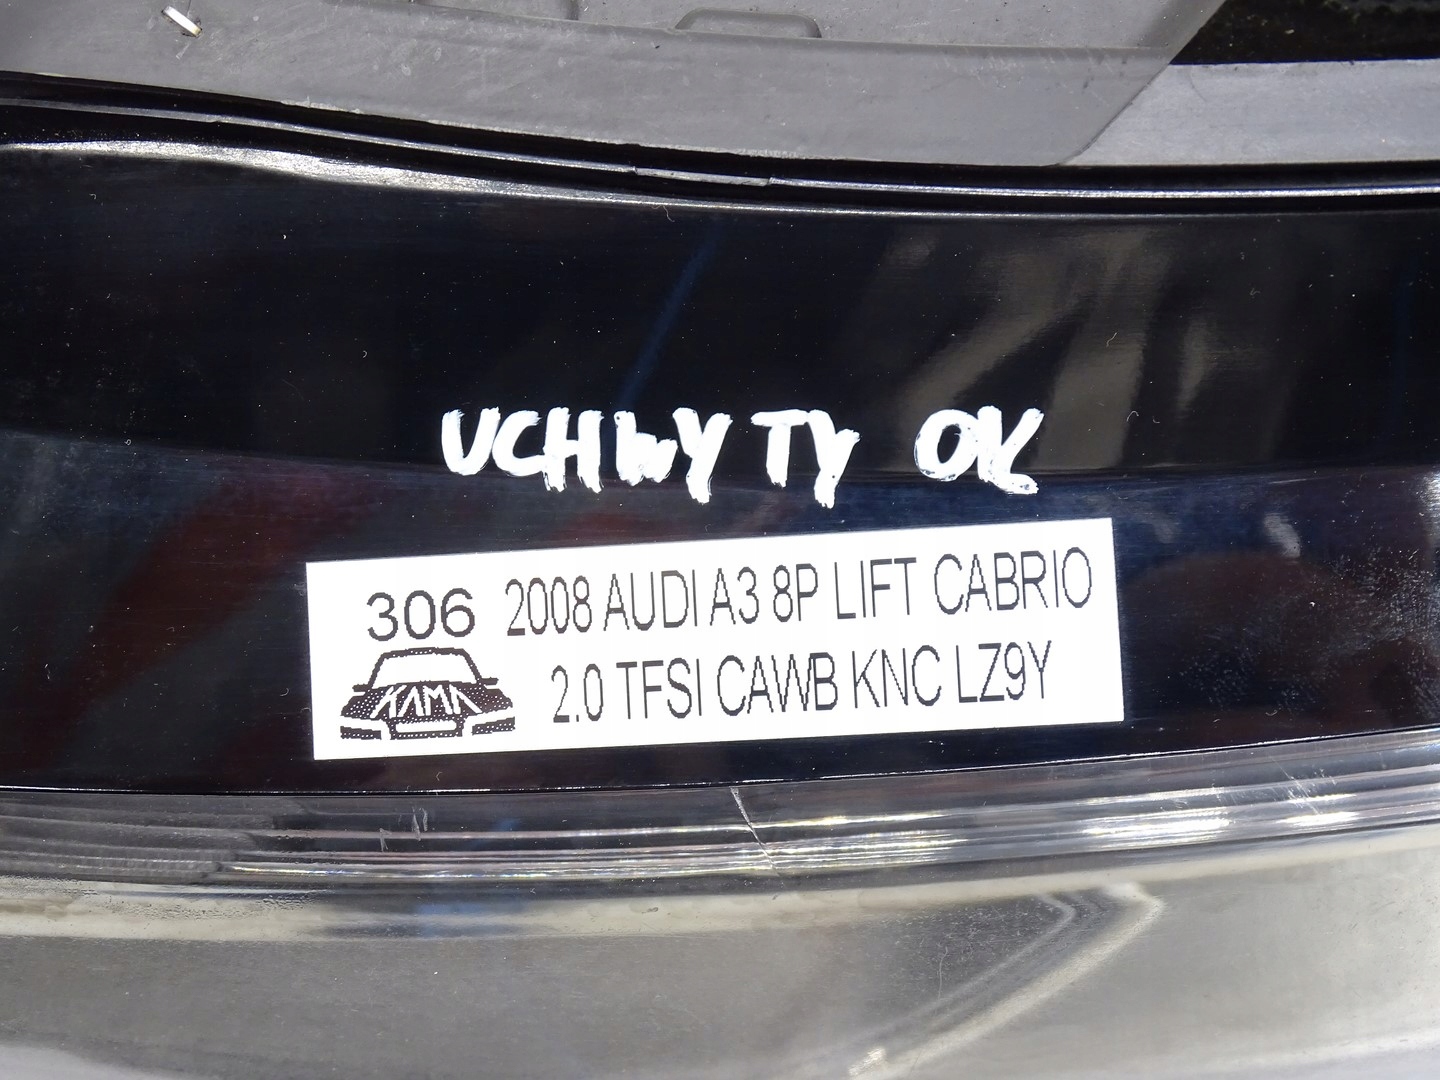 UCHWYTY OK
306 2008 AUDI A3 8P LIFT CABRIO
KAMA 2.0 TFSI CAWB KNC LZ9Y